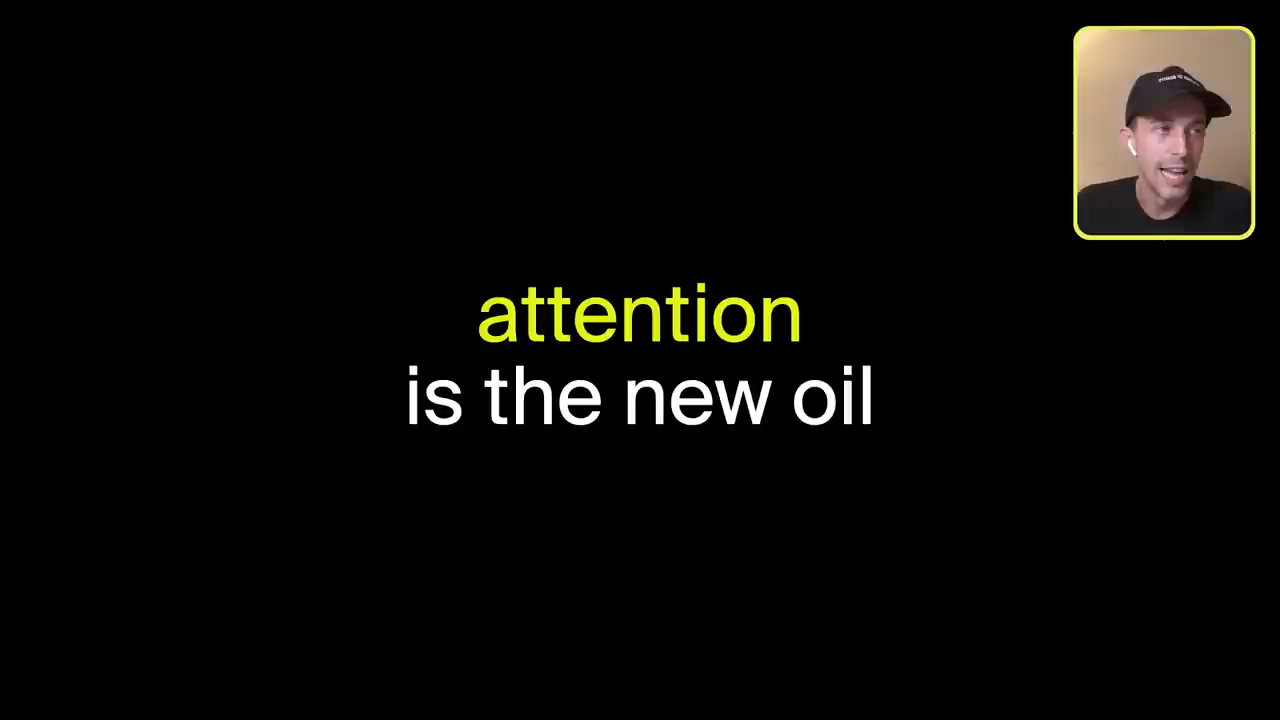 attention
is the new oil